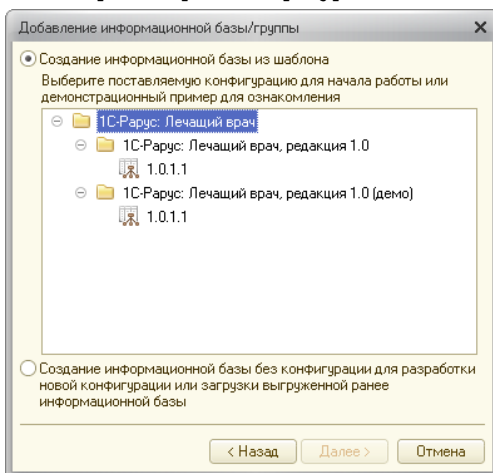 Добавление информационной базы/группы
Создание информационной базы из шаблона
Выберите поставляемую конфигурацию для начала работы или
демонстрационный пример для ознакомления
1С-Рарус: Лечащий врач
1С-Рарус: Лечащий врач, редакция 1.0
1.0.1.1
1С-Рарус: Лечащий врач, редакция 1.0 (демо)
1.0.1.1
Создание информационной базы без конфигурации для разработки
новой конфигурации или загрузки выгруженной ранее
информационной базы
< Назад Далее > Отмена